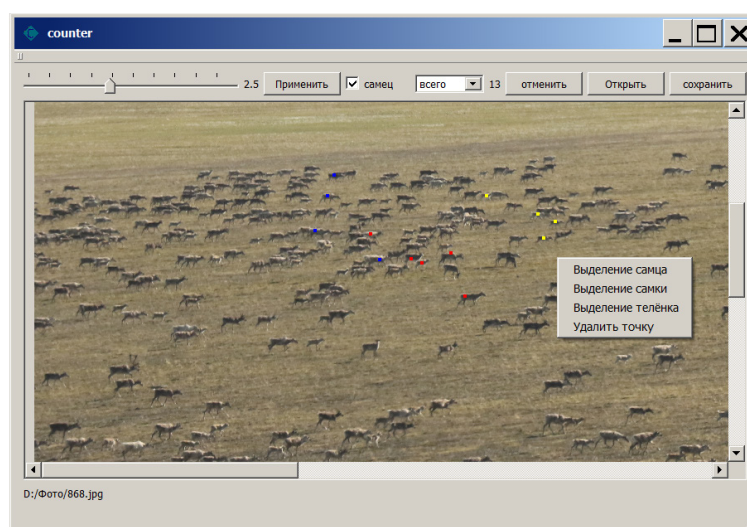 counter
2.5 Применить самец всего 13 отменить Открыть сохранить
Выделение самца
Выделение самки
Выделение телёнка
Удалить точку
D:/Фото/868.jpg